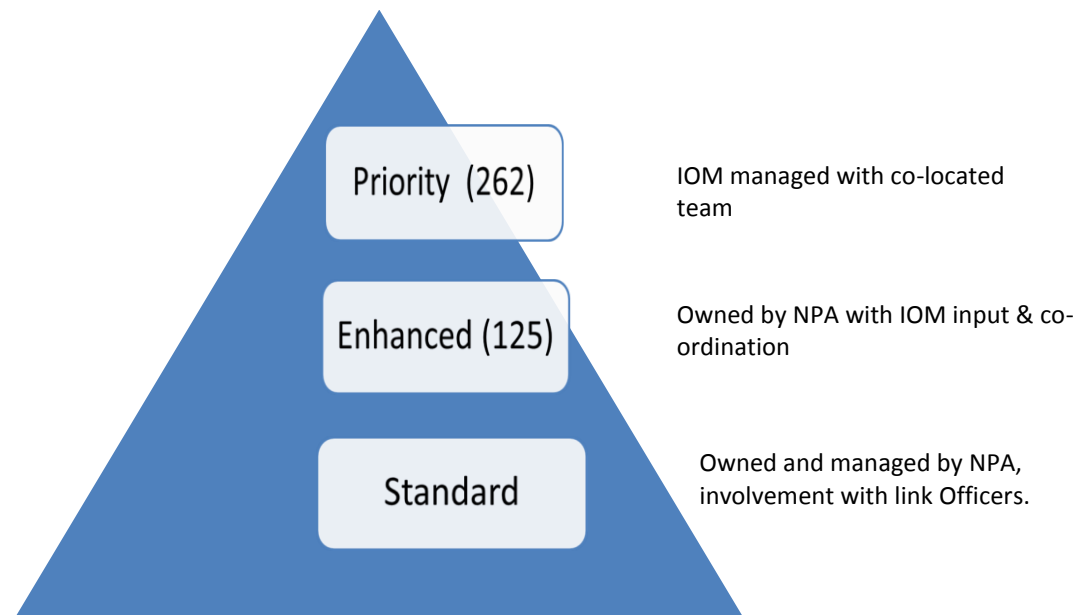 Priority (262)
IOM managed with co-located
team
Enhanced (125)
Owned by NPA with IOM input & co-
ordination
Standard
Owned and managed by NPA,
involvement with link Officers.